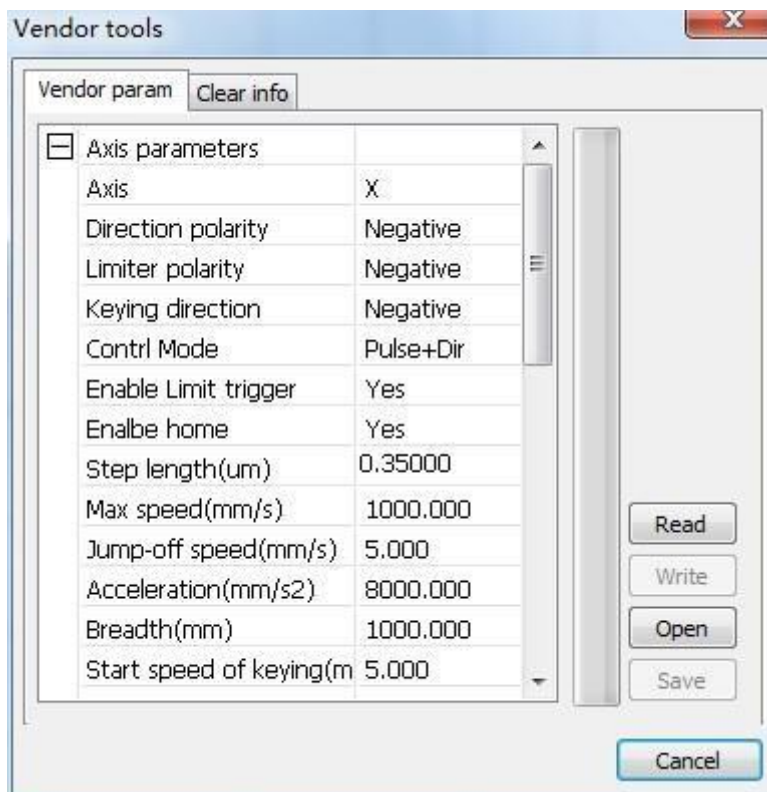 Vendor tools
Vendor param Clear info
Axis parameters
Axis X
Direction polarity Negative
Limiter polarity Negative
Keying direction Negative
Contrl Mode Pulse+Dir
Enable Limit trigger Yes
Enalbe home Yes
Step length(um) 0.35000
Max speed(mm/s) 1000.000
Jump-off speed(mm/s) 5.000
Acceleration(mm/s2) 8000.000
Breadth(mm) 1000.000
Start speed of keying(m 5.000
Read
Write
Open
Save
Cancel